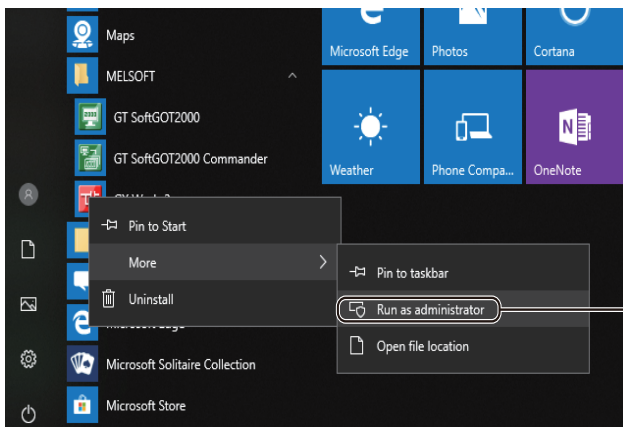 Maps
MELSOFT
GT SoftGOT2000
GT SoftGOT2000 Commander
Pin to Start
More
Uninstall
Microsoft Solitaire Collection
Microsoft Store
Microsoft Edge
Photos
Cortana
Weather
Phone Compa...
OneNote
Pin to taskbar
Run as administrator
Open file location